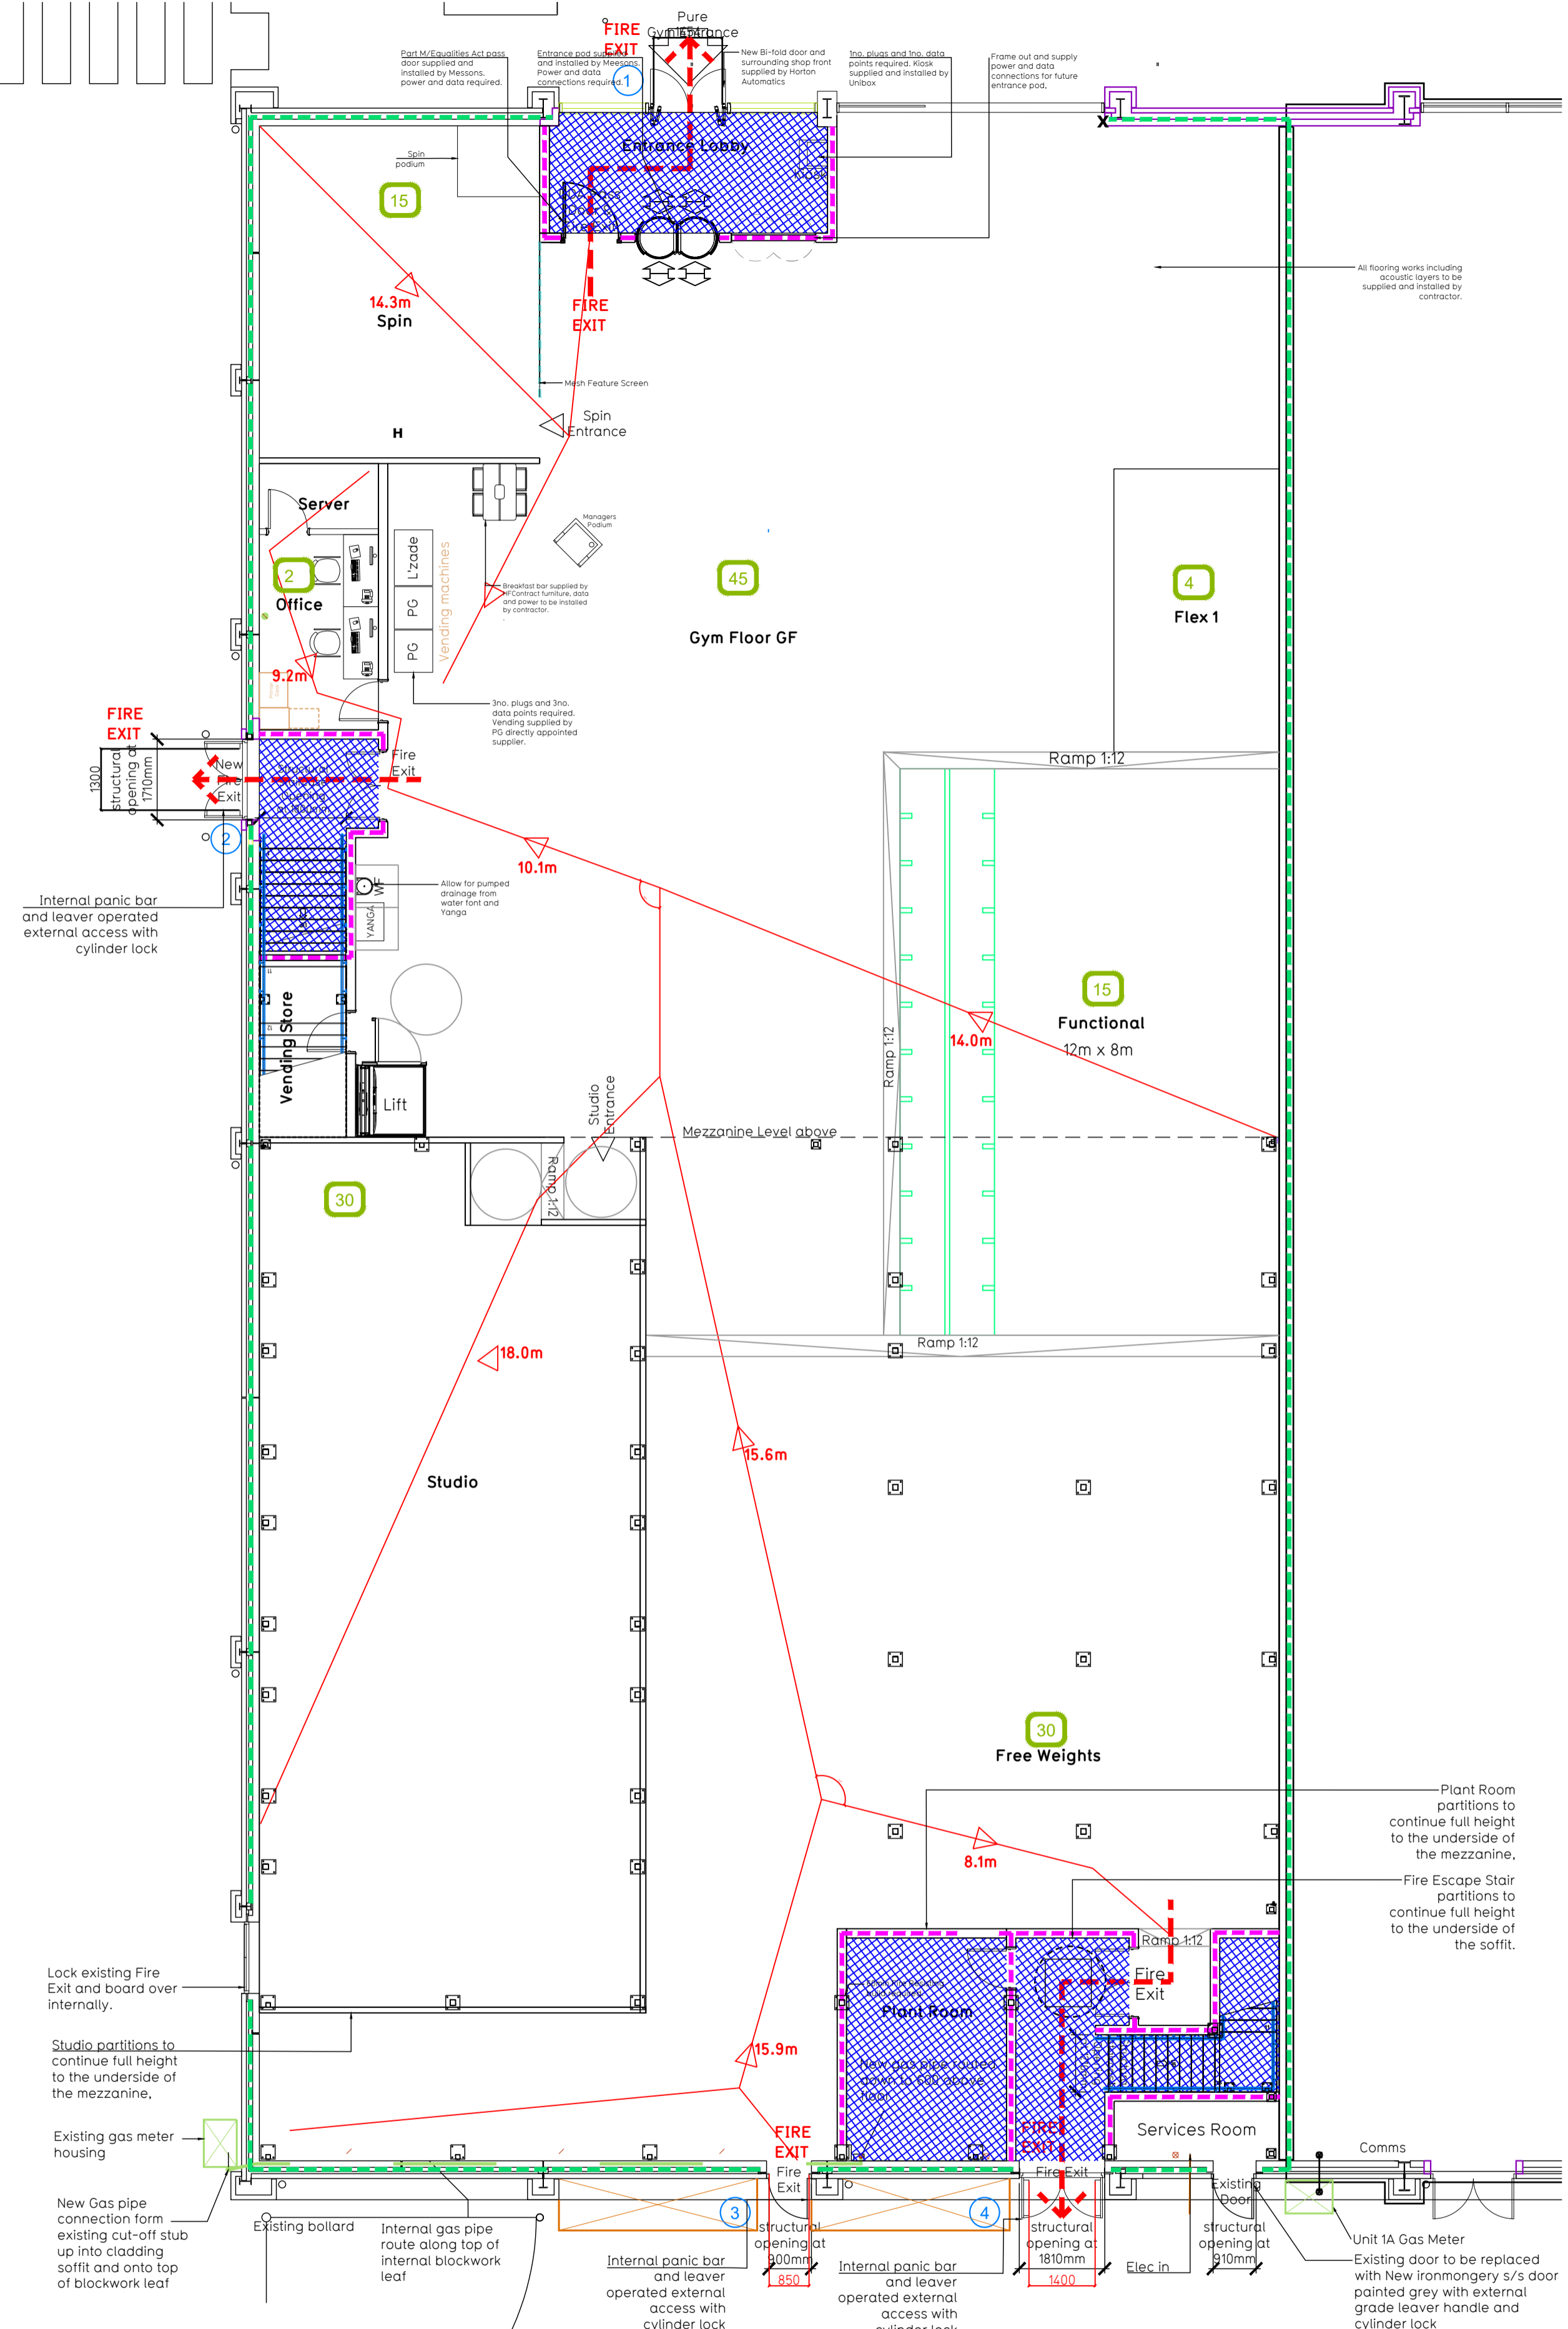 Pure
Gym Entrance
FIRE
EXIT
1
Part M/Equalities Act pass
door supplied and
installed by Messons.
power and data required.
Entrance pod supplied
and installed by Meesons.
Power and data
connections required.
New Bi-fold door and
surrounding shop front
supplied by Horton
Automatics
1no. plugs and 1no. data
points required. Kiosk
supplied and installed by
Unibox
Frame out and supply
power and data
connections for future
entrance pod,
X
Entrance Lobby
Kiosk
Spin
podium
15
14.3m
Spin
FIRE
EXIT
All flooring works including
acoustic layers to be
supplied and installed by
contractor.
Mesh Feature Screen
Spin
Entrance
H
Server
Managers
Podium
2
Office
L'zade
PG
PG
Vending machines
Breakfast bar supplied by
HFContract furniture, data
and power to be installed
by contractor.
45
Gym Floor GF
4
Flex 1
9.2m
3no. plugs and 3no.
data points required.
Vending supplied by
PG directly appointed
supplier.
FIRE
EXIT
1300
structural
opening at
1710mm
New
Fire
Exit
Fire
Exit
2
Ramp 1:12
10.1m
Internal panic bar
and leaver operated
external access with
cylinder lock
WF
YANGA
Allow for pumped
drainage from
water font and
Yanga
Vending Store
Lift
15
Functional
12m x 8m
14.0m
Ramp 1:12
Studio
Entrance
Mezzanine Level above
Ramp 1:12
30
Ramp 1:12
18.0m
15.6m
Studio
30
Free Weights
8.1m
Plant Room
partitions to
continue full height
to the underside of
the mezzanine,
Fire Escape Stair
partitions to
continue full height
to the underside of
the soffit.
Ramp 1:12
Fire
Exit
Plant Room
New gas pipe routed
down to 600 above
floor
Lock existing Fire
Exit and board over
internally.
Studio partitions to
continue full height
to the underside of
the mezzanine,
15.9m
Existing gas meter
housing
FIRE
EXIT
Fire
Exit
FIRE
EXIT
Fire Exit
Services Room
Comms
New Gas pipe
connection form
existing cut-off stub
up into cladding
soffit and onto top
of blockwork leaf
Existing bollard
Internal gas pipe
route along top of
internal blockwork
leaf
3
structural
opening at
900mm
850
4
structural
opening at
1810mm
1400
Existing
Door
structural
opening at
910mm
Elec in
Internal panic bar
and leaver
operated external
access with
cylinder lock
Internal panic bar
and leaver
operated external
access with
cylinder lock
Unit 1A Gas Meter
Existing door to be replaced
with New ironmongery s/s door
painted grey with external
grade leaver handle and
cylinder lock